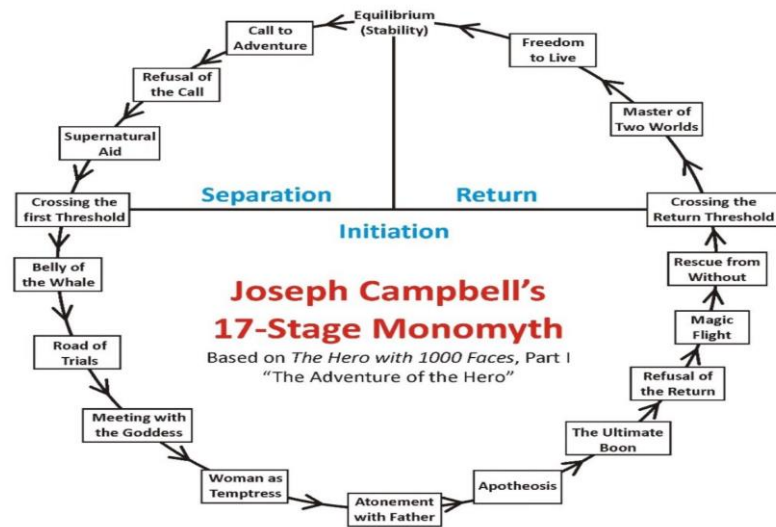 Equilibrium
(Stability)
Call to
Adventure
Refusal of
the Call
Supernatural
Aid
Crossing the
first Threshold
Belly of
the Whale
Road of
Trials
Meeting with
the Goddess
Woman as
Temptress
Atonement
with Father
Apotheosis
The Ultimate
Boon
Refusal of
the Return
Magic
Flight
Rescue from
Without
Crossing the
Return Threshold
Master of
Two Worlds
Freedom
to Live
Separation
Return
Initiation
Joseph Campbell's
17-Stage Monomyth
Based on The Hero with 1000 Faces, Part I
"The Adventure of the Hero"